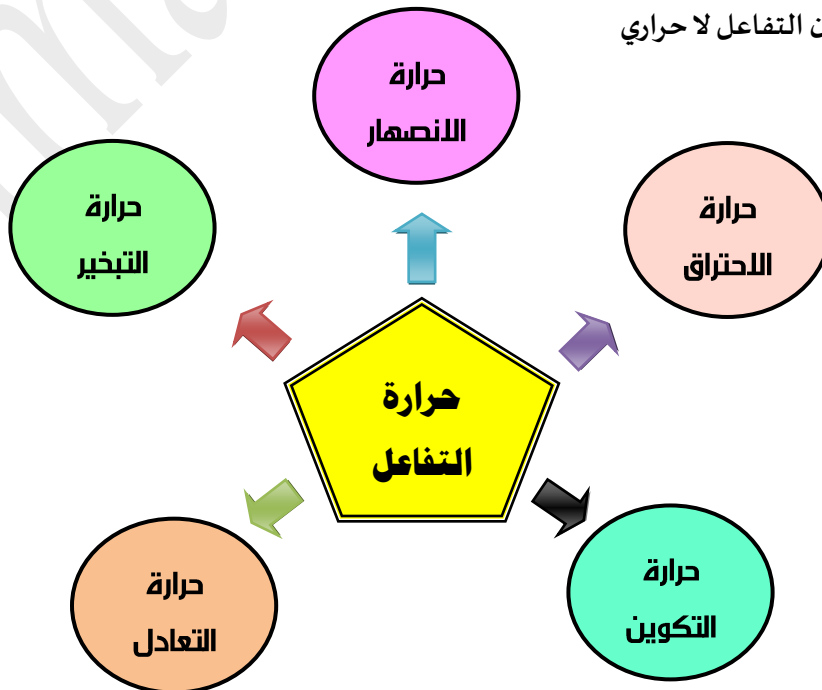 ن التفاعل لا حراري
حرارة
الانصهار
حرارة
الاحتراق
حرارة
التبخير
حرارة
التفاعل
حرارة
التكوين
حرارة
التعادل